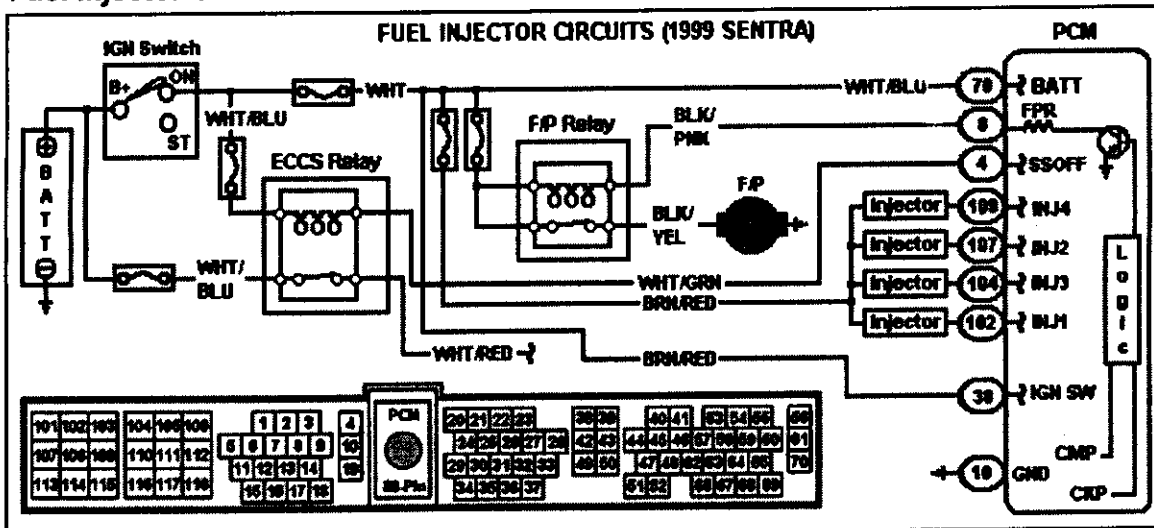 FUEL INJECTOR CIRCUITS (1999 SENTRA)
PCM
IGN Switch
B+
ON
ST
WHT
WHT/BLU
70
BATT
WHT/BLU
F/P Relay
BLK/
PNK
8
FPR
BATT
ECCS Relay
4
SSOFF
F/P
BLK/
YEL
Injector
109
INJ4
Injector
107
INJ2
WHT/
BLU
WHT/GRN
Injector
104
INJ3
BRN/RED
Injector
102
INJ1
Logic
WHT/RED
BRN/RED
38
IGN SW
CMP
10
GND
CKP
PCM
101 102 103 104 105 106 1 2 3 4 20 21 22 23 38 39 40 41 53 54 55
107 108 109 110 111 112 5 6 7 8 9 10 24 25 26 27 28 42 43 44 45 46 57 58 59 60 61
113 114 115 116 117 118 11 12 13 14 19 29 30 31 32 33 49 50 47 48 62 63 64 65 70
15 16 17 18 34 35 36 37 51 52 66 67 68 69